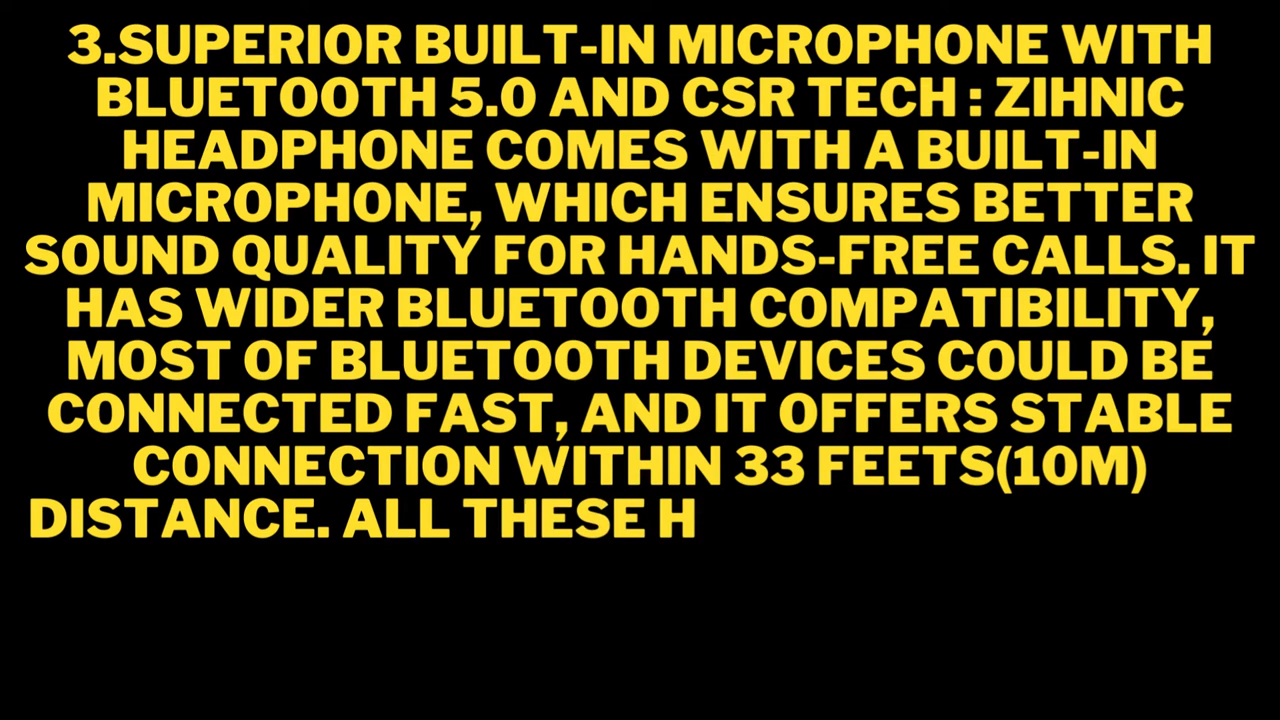 3.SUPERIOR BUILT-IN MICROPHONE WITH
BLUETOOTH 5.0 AND CSR TECH : ZIHNIC
HEADPHONE COMES WITH A BUILT-IN
MICROPHONE, WHICH ENSURES BETTER
SOUND QUALITY FOR HANDS-FREE CALLS. IT
HAS WIDER BLUETOOTH COMPATIBILITY,
MOST OF BLUETOOTH DEVICES COULD BE
CONNECTED FAST, AND IT OFFERS STABLE
CONNECTION WITHIN 33 FEETS(10M)
DISTANCE. ALL THESE H